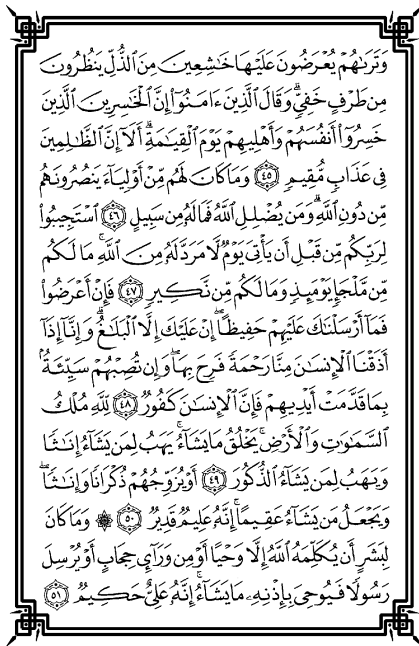 وَتَرَىٰهُمْ يُعْرَضُونَ عَلَيْهَا خَٰشِعِينَ مِنَ ٱلذُّلِّ يَنظُرُونَ
مِن طَرْفٍ خَفِيٍّ ۗ وَقَالَ ٱلَّذِينَ ءَامَنُوٓا۟ إِنَّ ٱلْخَٰسِرِينَ ٱلَّذِينَ
خَسِرُوٓا۟ أَنفُسَهُمْ وَأَهْلِيهِمْ يَوْمَ ٱلْقِيَٰمَةِ ۗ أَلَآ إِنَّ ٱلظَّٰلِمِينَ
فِى عَذَابٍ مُّقِيمٍ ٤٥ وَمَا كَانَ لَهُم مِّنْ أَوْلِيَآءَ يَنصُرُونَهُم
مِّن دُونِ ٱللَّهِ ۗ وَمَن يُضْلِلِ ٱللَّهُ فَمَا لَهُۥ مِن سَبِيلٍ ٤٦ ٱسْتَجِيبُوا۟
لِرَبِّكُم مِّن قَبْلِ أَن يَأْتِىَ يَوْمٌ لَّا مَرَدَّ لَهُۥ مِنَ ٱللَّهِ ۚ مَا لَكُم
مِّن مَّلْجَإٍ يَوْمَئِذٍ وَمَا لَكُم مِّن نَّكِيرٍ ٤٧ فَإِنْ أَعْرَضُوا۟
فَمَآ أَرْسَلْنَٰكَ عَلَيْهِمْ حَفِيظًا ۖ إِنْ عَلَيْكَ إِلَّا ٱلْبَلَٰغُ ۗ وَإِنَّآ إِذَآ
أَذَقْنَا ٱلْإِنسَٰنَ مِنَّا رَحْمَةً فَرِحَ بِهَا ۖ وَإِن تُصِبْهُمْ سَيِّئَةٌۢ
بِمَا قَدَّمَتْ أَيْدِيهِمْ فَإِنَّ ٱلْإِنسَٰنَ كَفُورٌ ٤٨ لِّلَّهِ مُلْكُ
ٱلسَّمَٰوَٰتِ وَٱلْأَرْضِ ۚ يَخْلُقُ مَا يَشَآءُ ۚ يَهَبُ لِمَن يَشَآءُ إِنَٰثًا
وَيَهَبُ لِمَن يَشَآءُ ٱلذُّكُورَ ٤٩ أَوْ يُزَوِّجُهُمْ ذُكْرَانًا وَإِنَٰثًا ۖ
وَيَجْعَلُ مَن يَشَآءُ عَقِيمًا ۚ إِنَّهُۥ عَلِيمٌ قَدِيرٌ ٥٠ ۞ وَمَا كَانَ
لِبَشَرٍ أَن يُكَلِّمَهُ ٱللَّهُ إِلَّا وَحْيًا أَوْ مِن وَرَآئِ حِجَابٍ أَوْ يُرْسِلَ
رَسُولًا فَيُوحِىَ بِإِذْنِهِۦ مَا يَشَآءُ ۚ إِنَّهُۥ عَلِىٌّ حَكِيمٌ ٥١